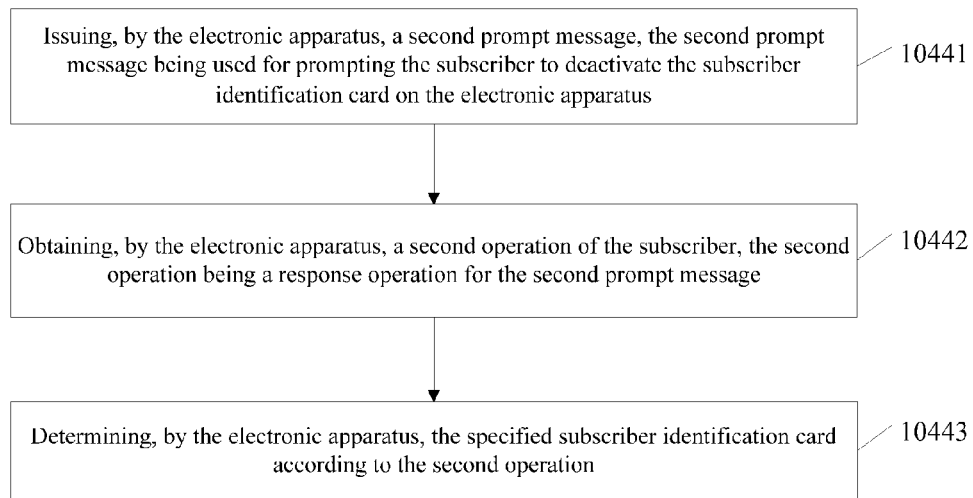 Issuing, by the electronic apparatus, a second prompt message, the second prompt
message being used for prompting the subscriber to deactivate the subscriber
identification card on the electronic apparatus
10441
Obtaining, by the electronic apparatus, a second operation of the subscriber, the second
operation being a response operation for the second prompt message
10442
Determining, by the electronic apparatus, the specified subscriber identification card
according to the second operation
10443